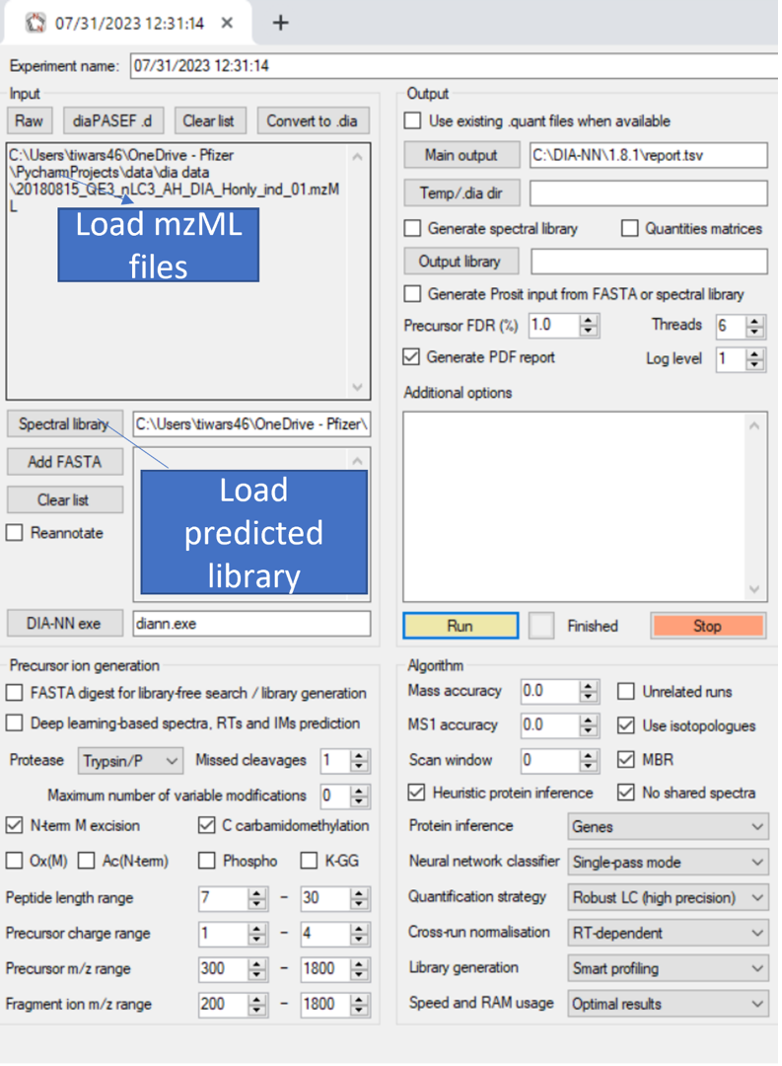 07/31/2023 12:31:14 × +
Experiment name: 07/31/2023 12:31:14
Input
Raw diaPASEF .d Clear list Convert to .dia
C:\Users\tiwars46\OneDrive - Pfizer
\PycharmProjects\data\dia data
\20180815_QE3_nLC3_AH_DIA_Honly_ind_01.mzM
L
Load mzML
files
Spectral library C:\Users\tiwars46\OneDrive - Pfizer\
Add FASTA
Clear list
Reannotate
Load
predicted
library
DIA-NN exe diann.exe
Output
Use existing .quant files when available
Main output C:\DIA-NN\1.8.1\report.tsv
Temp/.dia dir
Generate spectral library Quantities matrices
Output library
Generate Prosit input from FASTA or spectral library
Precursor FDR (%) 1.0 Threads 6
Generate PDF report Log level 1
Additional options
Run Finished Stop
Precursor ion generation
FASTA digest for library-free search / library generation
Deep learning-based spectra, RTs and IMs prediction
Protease Trypsin/P Missed cleavages 1
Maximum number of variable modifications 0
N-term M excision C carbamidomethylation
Ox(M) Ac(N-term) Phospho K-GG
Peptide length range 7 - 30
Precursor charge range 1 - 4
Precursor m/z range 300 - 1800
Fragment ion m/z range 200 - 1800
Algorithm
Mass accuracy 0.0 Unrelated runs
MS1 accuracy 0.0 Use isotopologues
Scan window 0 MBR
Heuristic protein inference No shared spectra
Protein inference Genes
Neural network classifier Single-pass mode
Quantification strategy Robust LC (high precision)
Cross-run normalisation RT-dependent
Library generation Smart profiling
Speed and RAM usage Optimal results